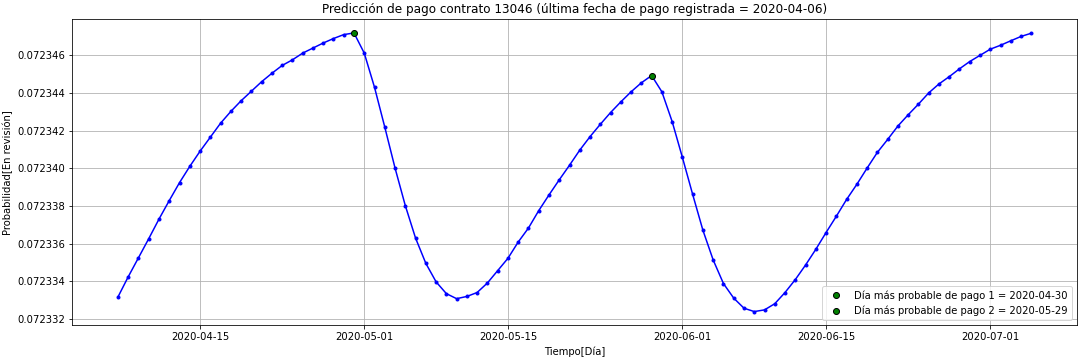 Predicción de pago contrato 13046 (última fecha de pago registrada = 2020-04-06)
Probabilidad[En revisión]
0.072346
0.072344
0.072342
0.072340
0.072338
0.072336
0.072334
0.072332
2020-04-15
2020-05-01
2020-05-15
2020-06-01
2020-06-15
2020-07-01
Tiempo[Día]
Día más probable de pago 1 = 2020-04-30
Día más probable de pago 2 = 2020-05-29